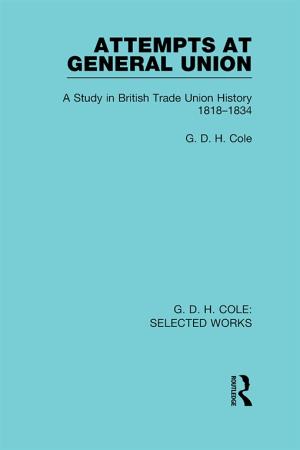 ATTEMPTS AT
GENERAL UNION
A Study in British Trade Union History
1818–1834
G. D. H. Cole
G. D. H. COLE:
SELECTED WORKS
ROUTLEDGE